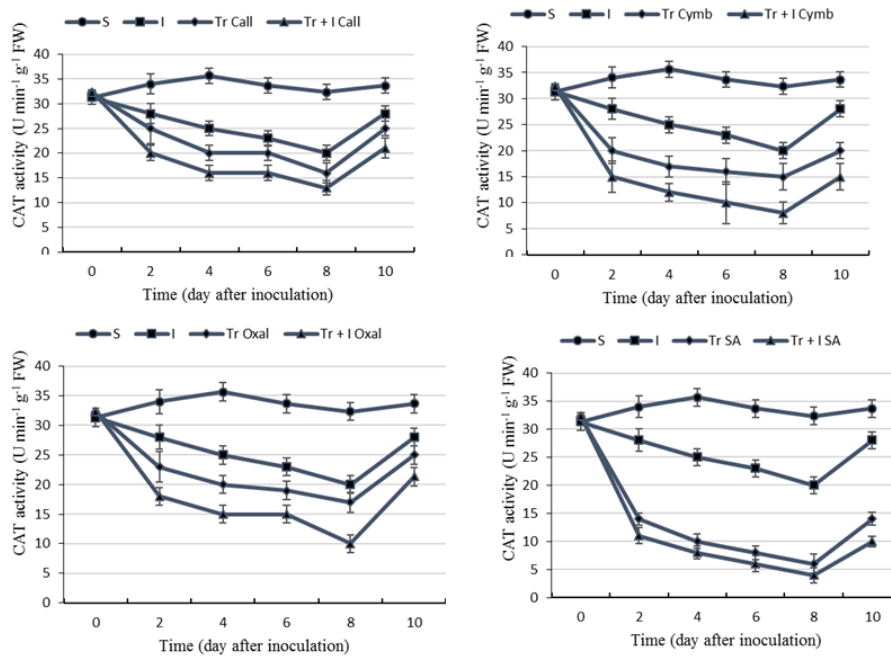 S I Tr Call Tr + I Call
CAT activity (U min⁻¹ g⁻¹ FW)
40
35
30
25
20
15
10
5
0
0 2 4 6 8 10
Time (day after inoculation)
S I Tr Cymb Tr + I Cymb
CAT activity (U min⁻¹ g⁻¹ FW)
40
35
30
25
20
15
10
5
0
0 2 4 6 8 10
Time (day after inoculation)
S I Tr Oxal Tr + I Oxal
CAT activity (U min⁻¹ g⁻¹ FW)
40
35
30
25
20
15
10
5
0
0 2 4 6 8 10
Time (day after inoculation)
S I Tr SA Tr + I SA
CAT activity (U min⁻¹ g⁻¹ FW)
40
35
30
25
20
15
10
5
0
0 2 4 6 8 10
Time (day after inoculation)